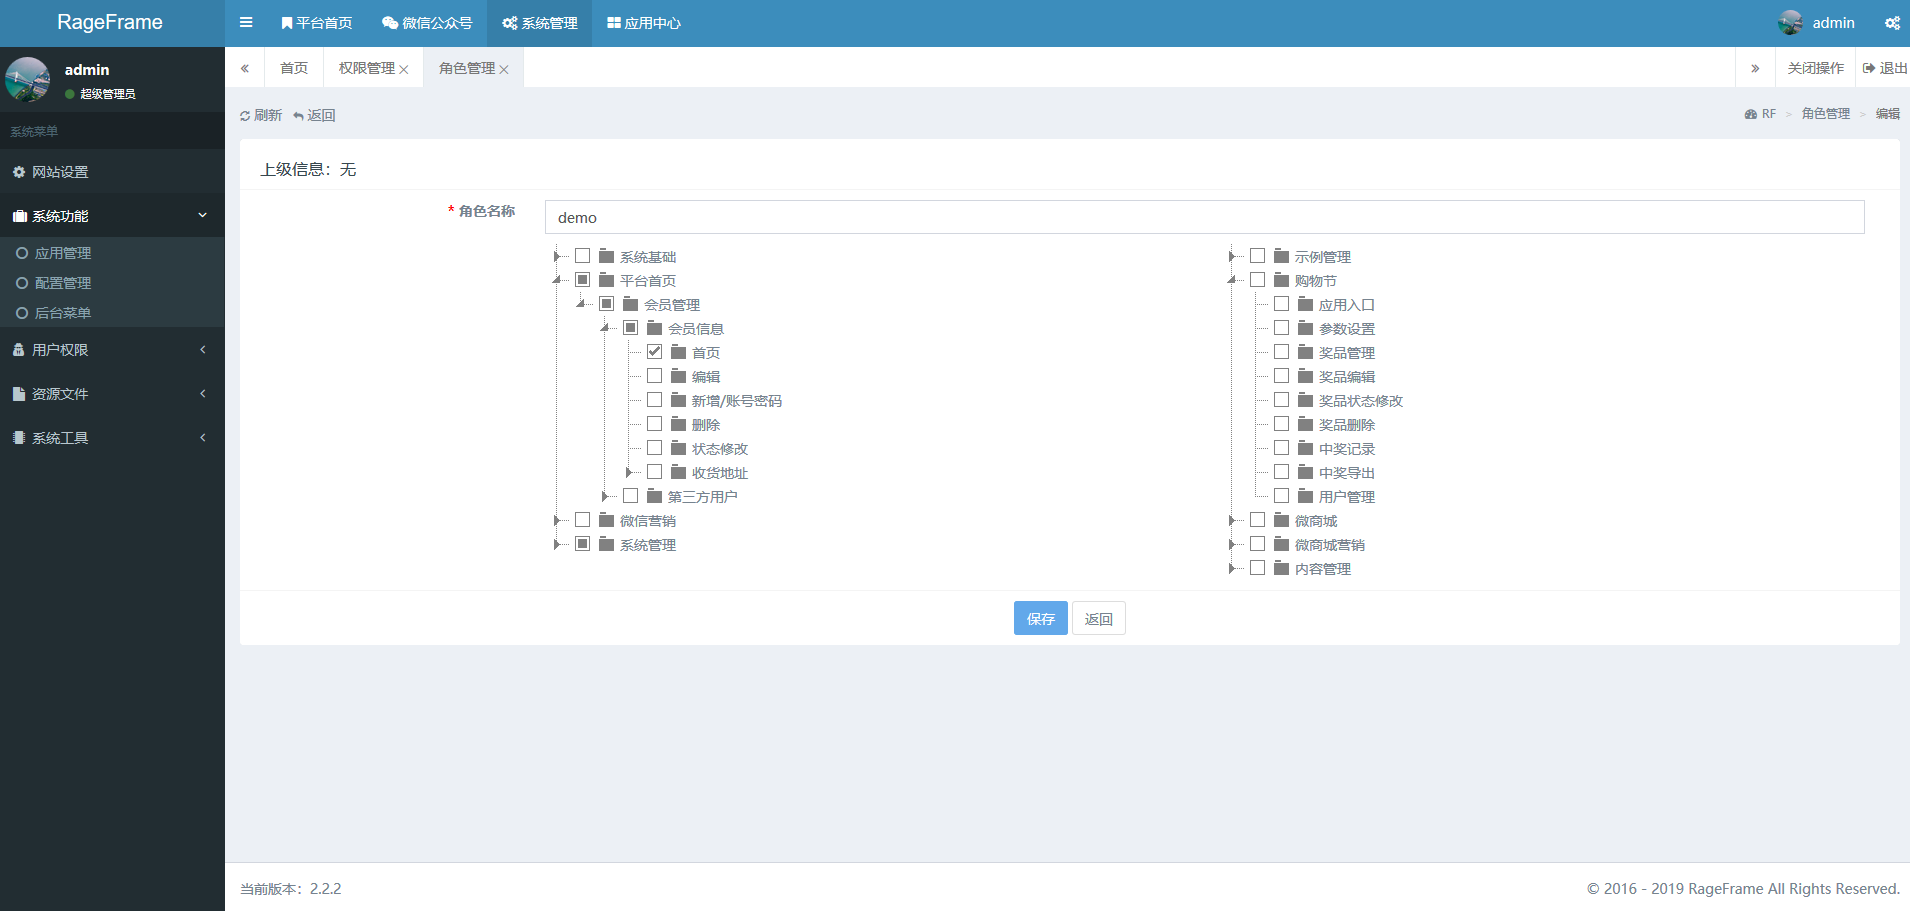 RageFrame
平台首页
微信公众号
系统管理
应用中心
admin
admin
超级管理员
系统菜单
网站设置
系统功能
应用管理
配置管理
后台菜单
用户权限
资源文件
系统工具
首页
权限管理
角色管理
关闭操作
退出
刷新
返回
RF > 角色管理 > 编辑
上级信息：无
* 角色名称
demo
系统基础
平台首页
会员管理
会员信息
首页
编辑
新增/账号密码
删除
状态修改
收货地址
第三方用户
微信营销
系统管理
示例管理
购物节
应用入口
参数设置
奖品管理
奖品编辑
奖品状态修改
奖品删除
中奖记录
中奖导出
用户管理
微商城
微商城营销
内容管理
保存
返回
当前版本：2.2.2
© 2016 - 2019 RageFrame All Rights Reserved.